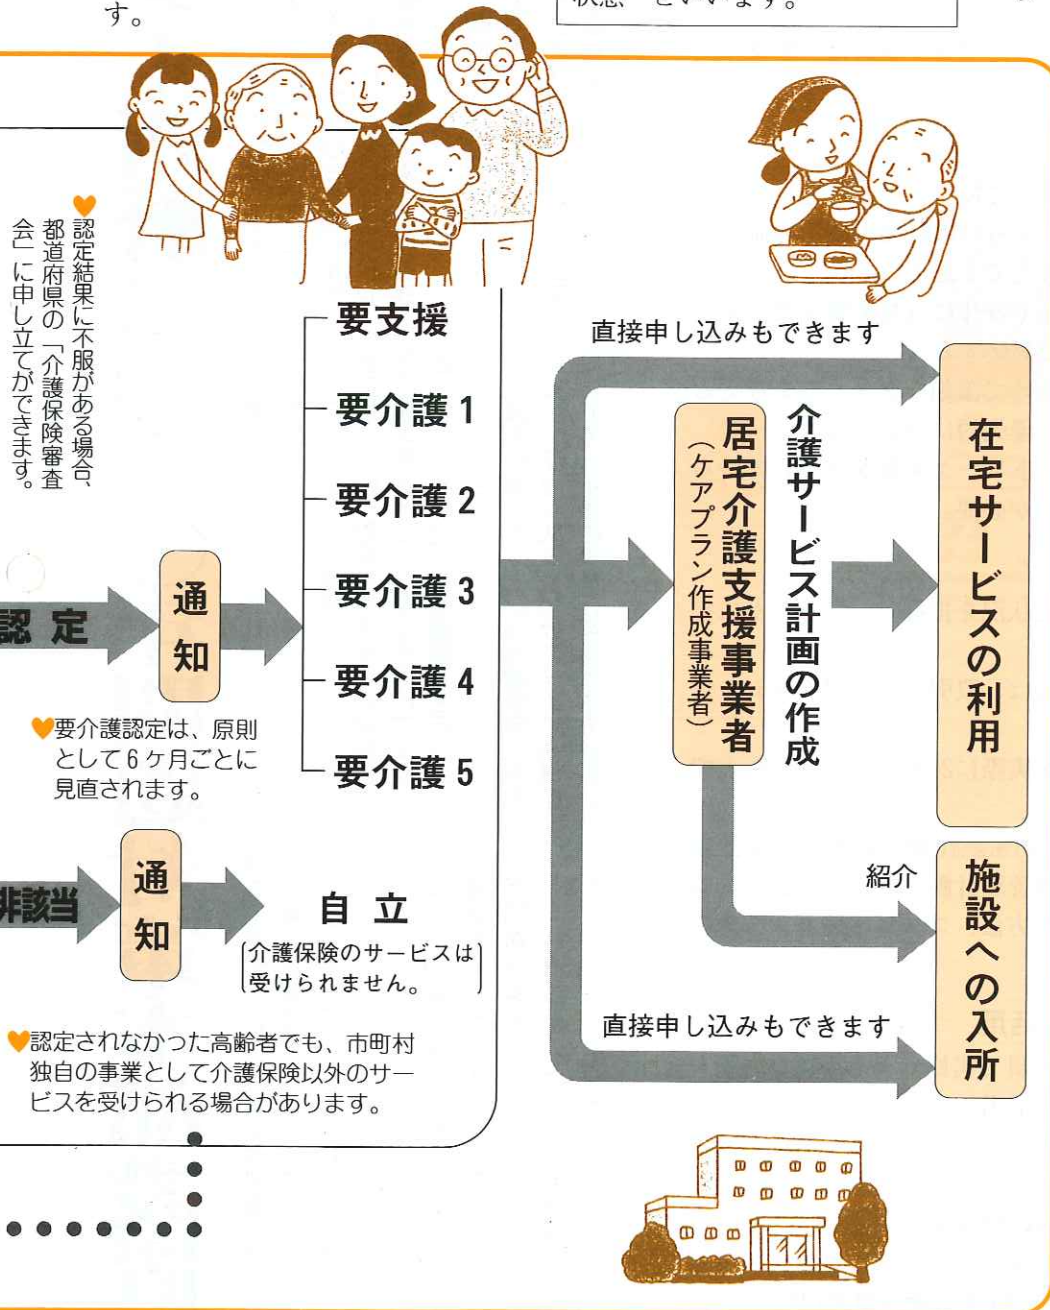 す。
状態”といいます。
♥認定結果に不服がある場合、
都道府県の「介護保険審査
会」に申し立てができます。
認定
通知
要支援
要介護1
要介護2
要介護3
要介護4
要介護5
♥要介護認定は、原則
として6ヶ月ごとに
見直されます。
非該当
通知
自立
(介護保険のサービスは
受けられません。)
♥認定されなかった高齢者でも、市町村
独自の事業として介護保険以外のサー
ビスを受けられる場合があります。
直接申し込みもできます
居宅介護支援事業者
(ケアプラン作成事業者)
介護サービス計画の作成
在宅サービスの利用
紹介
施設への入所
直接申し込みもできます